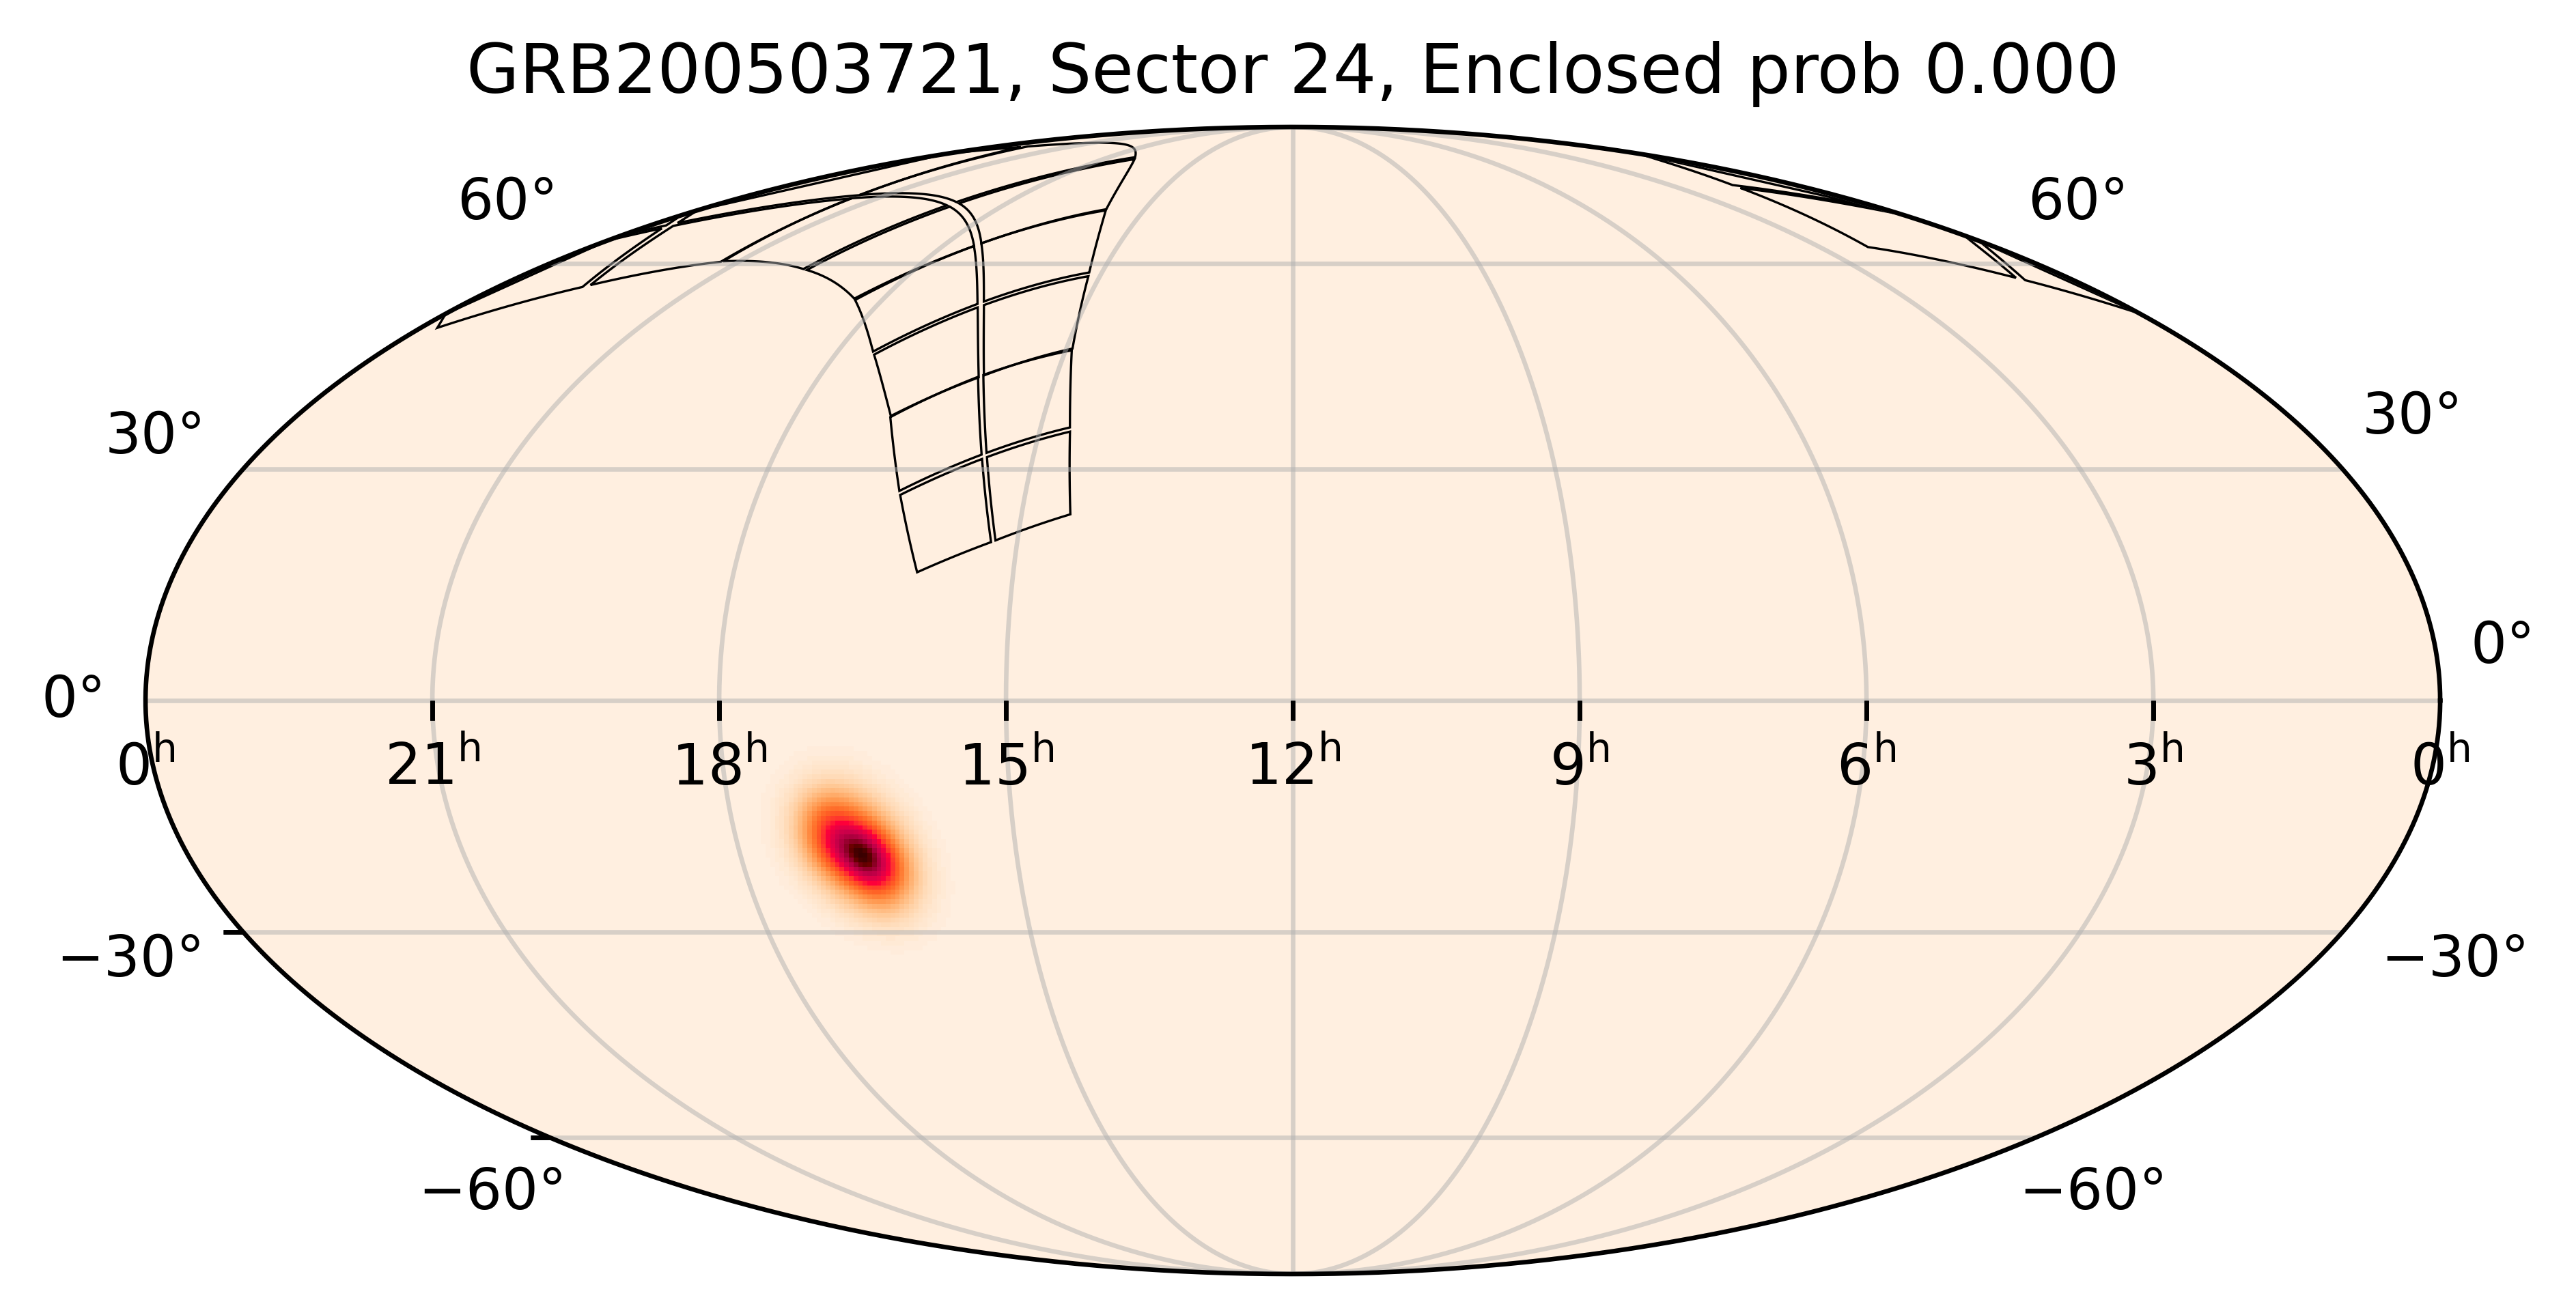 GRB200503721, Sector 24, Enclosed prob 0.000
60° 60°
30° 30°
0° 0°
0h 21h 18h 15h 12h 9h 6h 3h 0h
−30° −30°
−60° −60°